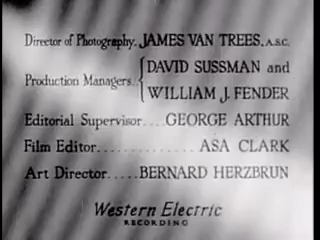 Director of Photography..JAMES VAN TREES, A.S.C.
Production Managers..{DAVID SUSSMAN and
WILLIAM J. FENDER
Editorial Supervisor....GEORGE ARTHUR
Film Editor...........ASA CLARK
Art Director.....BERNARD HERZBRUN
Western Electric
RECORDING